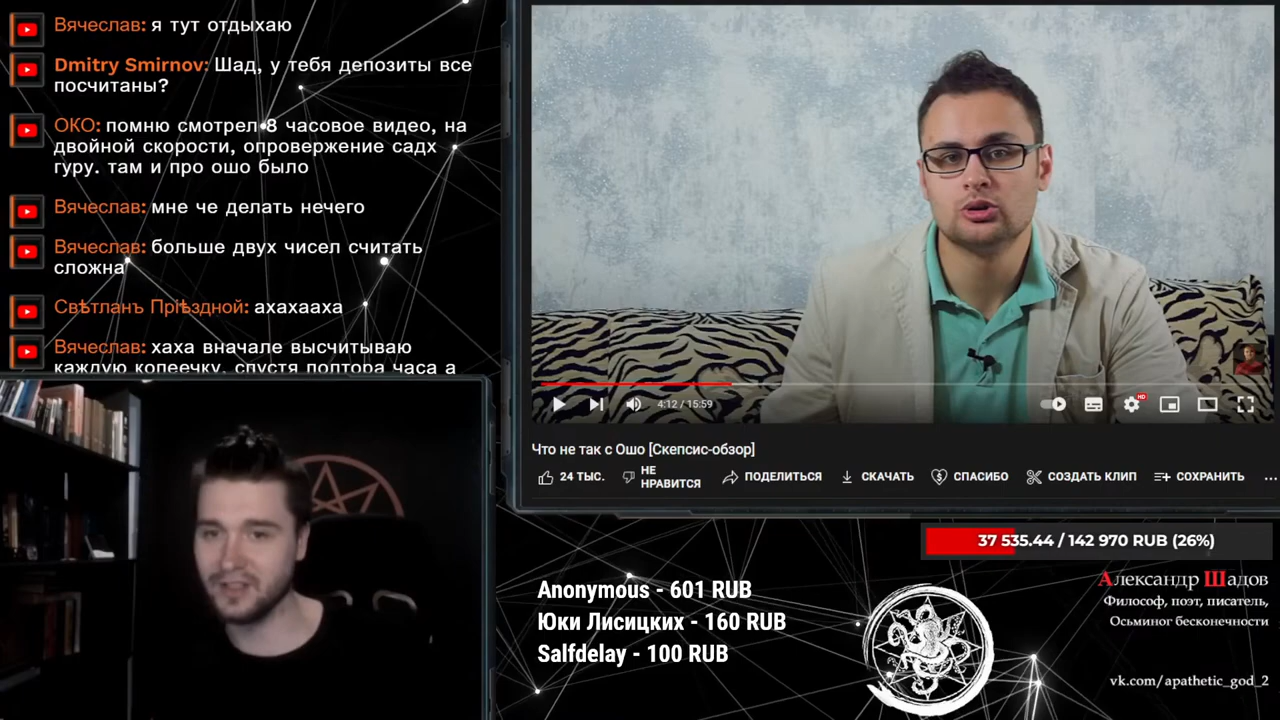 Вячеслав: я тут отдыхаю
Dmitry Smirnov: Шад, у тебя депозиты все
посчитаны?
ОКО: помню смотрел 8 часовое видео, на
двойной скорости, опровержение садх
гуру. там и про ошо было
Вячеслав: мне че делать нечего
Вячеслав: больше двух чисел считать
сложна
Свѣтланъ Пріѣздной: ахахааха
Вячеслав: хаха вначале высчитываю
каждую копеечку, спустя полтора часа а
4:12 / 15:59
HD
Что не так с Ошо [Скепсис-обзор]
24 ТЫС.
НЕ
НРАВИТСЯ
ПОДЕЛИТЬСЯ
СКАЧАТЬ
СПАСИБО
СОЗДАТЬ КЛИП
СОХРАНИТЬ
...
37 535.44 / 142 970 RUB (26%)
Anonymous - 601 RUB
Юки Лисицких - 160 RUB
Salfdelay - 100 RUB
Александр Шадов
Философ, поэт, писатель,
Осьминог бесконечности
vk.com/apathetic_god_2